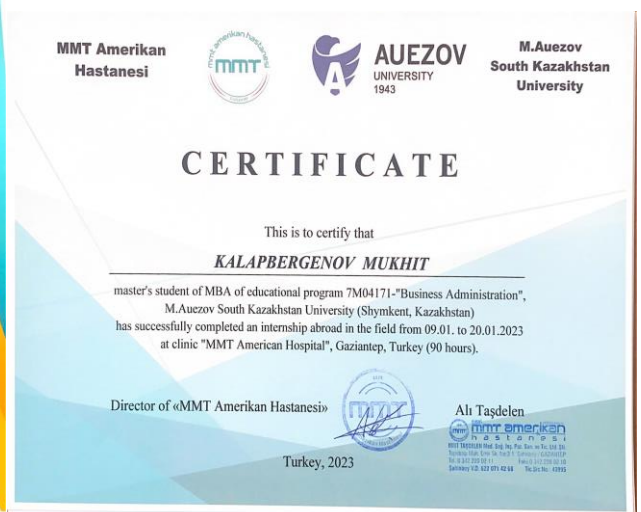 MMT Amerikan
Hastanesi
mmt amerikan hastanesi
mmt
AUEZOV
UNIVERSITY
1943
M.Auezov
South Kazakhstan
University
CERTIFICATE
This is to certify that
KALAPBERGENOV MUKHIT
master's student of MBA of educational program 7M04171-"Business Administration",
M.Auezov South Kazakhstan University (Shymkent, Kazakhstan)
has successfully completed an internship abroad in the field from 09.01. to 20.01.2023
at clinic "MMT American Hospital", Gaziantep, Turkey (90 hours).
Director of «MMT Amerikan Hastanesi»
mmt
Alı Taşdelen
mmt amerikan
hastanesi
Turkey, 2023